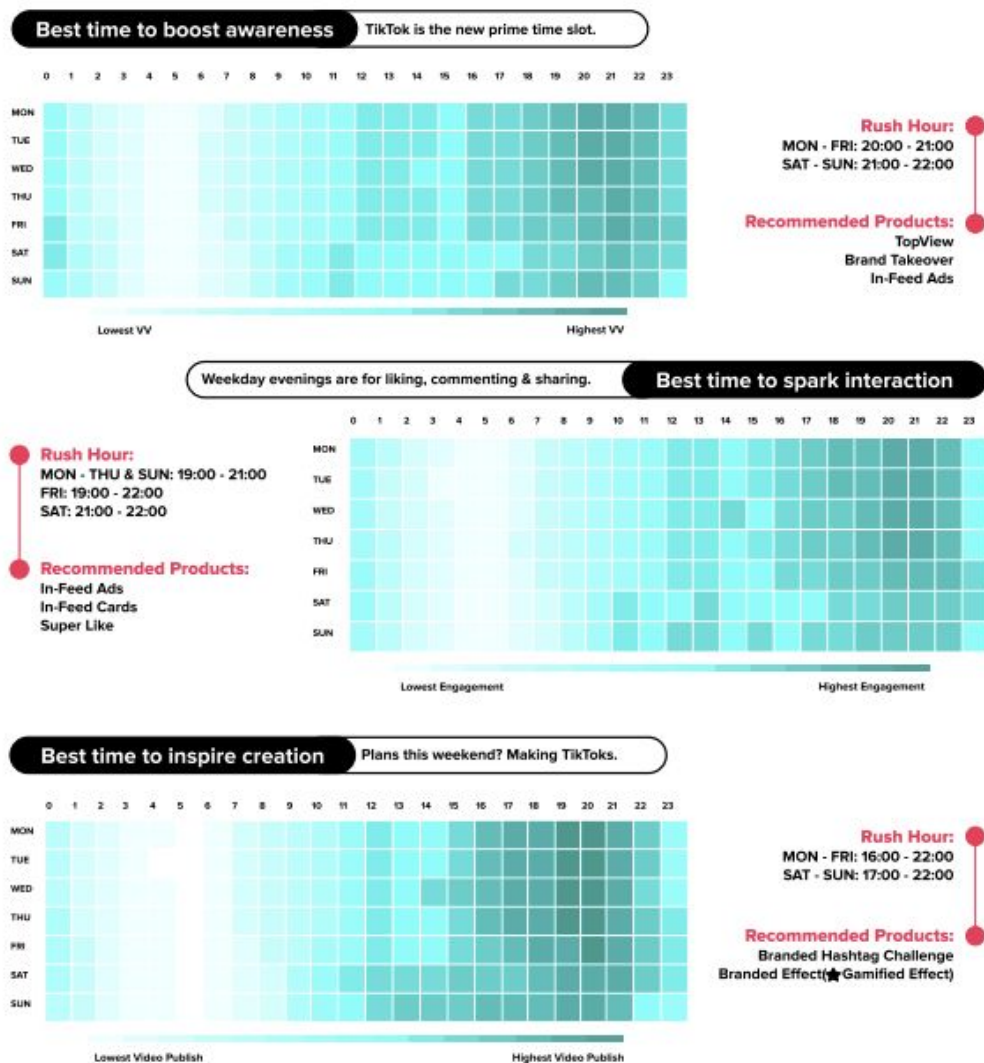 Best time to boost awareness
TikTok is the new prime time slot.
0 1 2 3 4 5 6 7 8 9 10 11 12 13 14 15 16 17 18 19 20 21 22 23
MON
TUE
WED
THU
FRI
SAT
SUN
Lowest VV
Highest VV
Rush Hour:
MON - FRI: 20:00 - 21:00
SAT - SUN: 21:00 - 22:00
Recommended Products:
TopView
Brand Takeover
In-Feed Ads
Weekday evenings are for liking, commenting & sharing.
Best time to spark interaction
Rush Hour:
MON - THU & SUN: 19:00 - 21:00
FRI: 19:00 - 22:00
SAT: 21:00 - 22:00
Recommended Products:
In-Feed Ads
In-Feed Cards
Super Like
0 1 2 3 4 5 6 7 8 9 10 11 12 13 14 15 16 17 18 19 20 21 22 23
MON
TUE
WED
THU
FRI
SAT
SUN
Lowest Engagement
Highest Engagement
Best time to inspire creation
Plans this weekend? Making TikToks.
0 1 2 3 4 5 6 7 8 9 10 11 12 13 14 15 16 17 18 19 20 21 22 23
MON
TUE
WED
THU
FRI
SAT
SUN
Lowest Video Publish
Highest Video Publish
Rush Hour:
MON - FRI: 16:00 - 22:00
SAT - SUN: 17:00 - 22:00
Recommended Products:
Branded Hashtag Challenge
Branded Effect(★Gamified Effect)